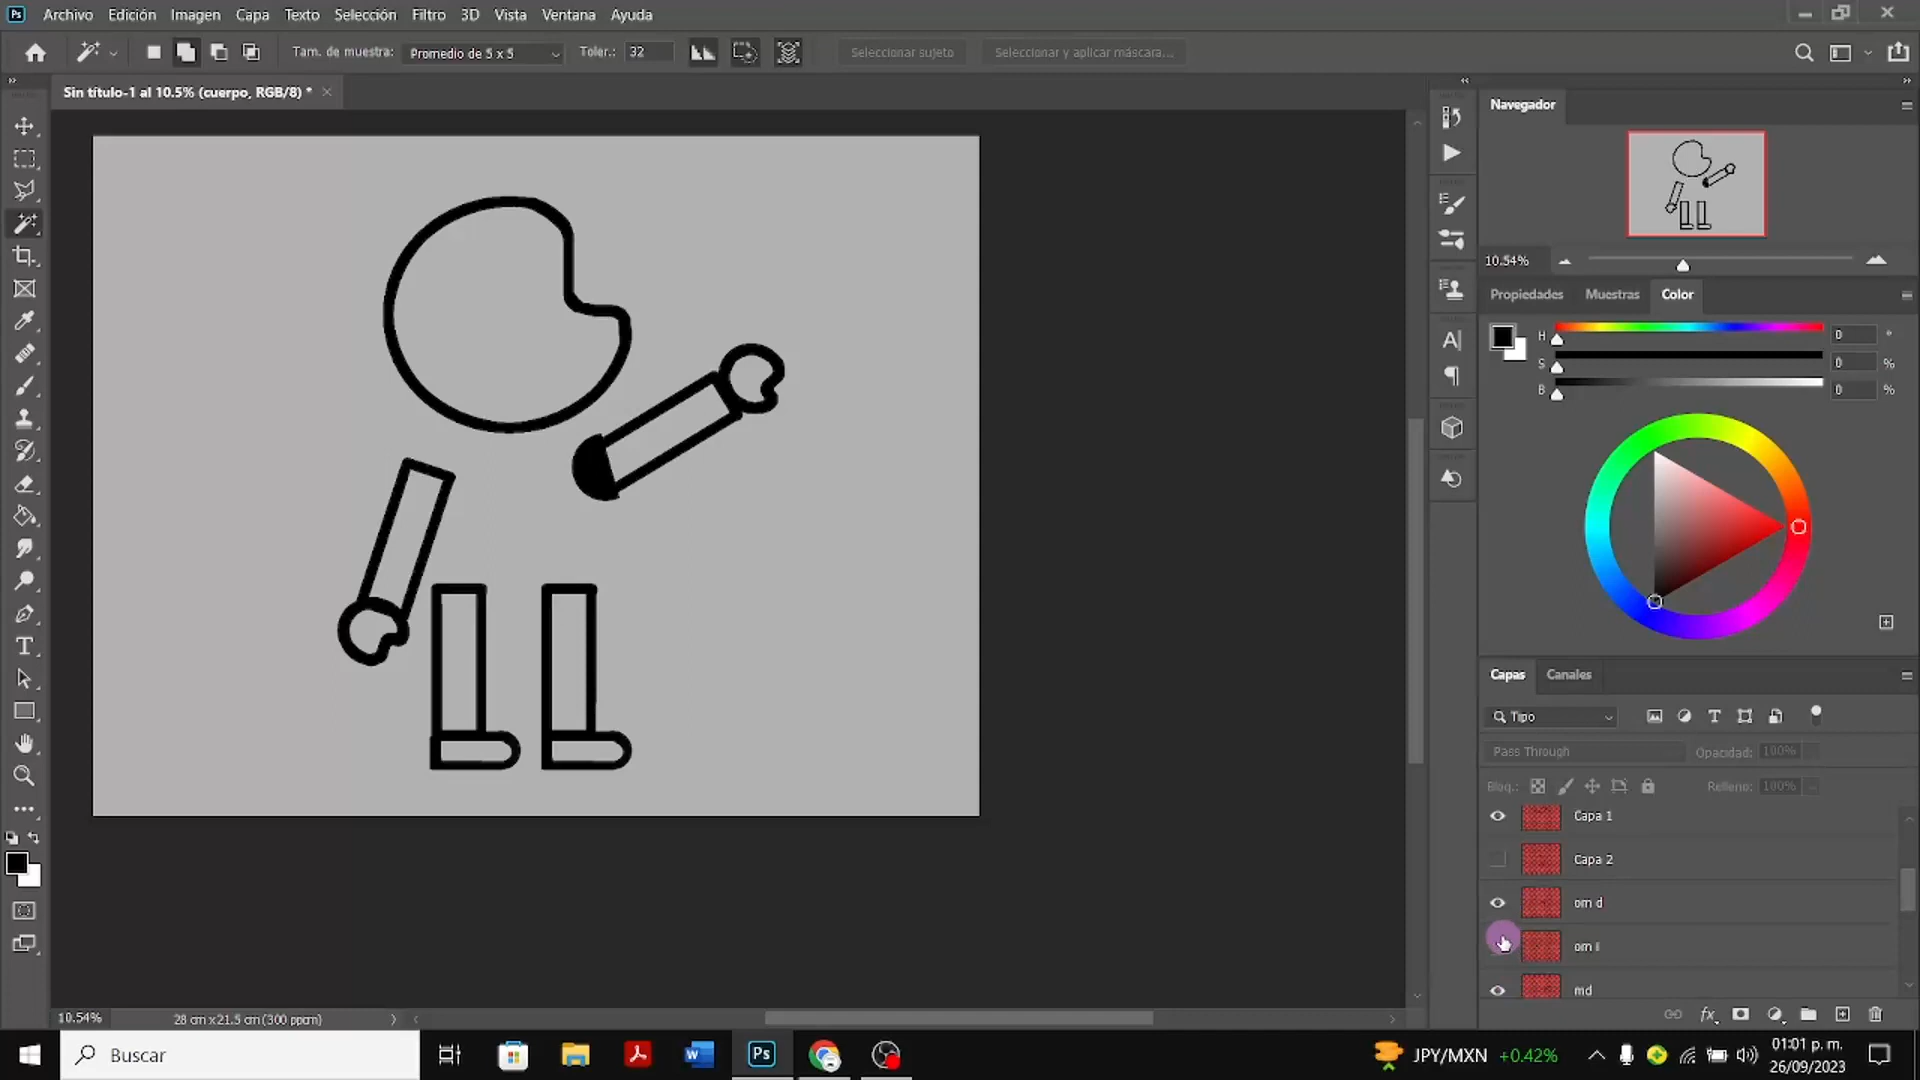 Ps Archivo Edición Imagen Capa Texto Selección Filtro 3D Vista Ventana Ayuda
Tam. de muestra: Promedio de 5 x 5 Toler.: 32 Seleccionar sujeto Seleccionar y aplicar máscara...
Sin título-1 al 10.5% (cuerpo, RGB/8) *
Navegador
10.54%
Propiedades Muestras Color
H 0 °
S 0 %
B 0 %
Capas Canales
Tipo
Pass Through Opacidad: 100%
Bloq.: Relleno: 100%
Capa 1
Capa 2
om d
om i
md
10.54% 28 cm x 21.5 cm (300 ppcm)
Buscar
JPY/MXN +0.42%
01:01 p. m.
26/09/2023